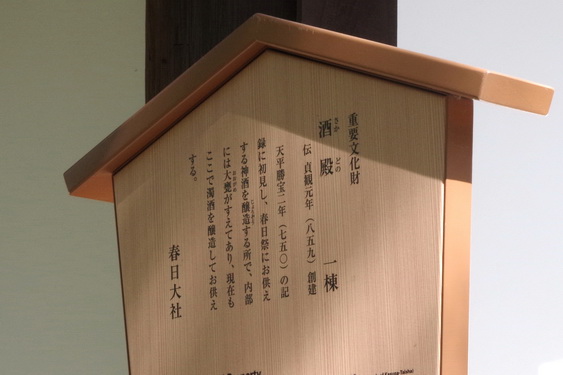 重要文化財
酒殿 一棟
さか どの
伝 貞観元年（八五九）創建
天平勝宝二年（七五〇）の記
録に初見し、春日祭にお供え
する神酒を醸造する所で、内部
には大甕がすえてあり、現在も
ここで濁酒を醸造してお供え
する。
春日大社